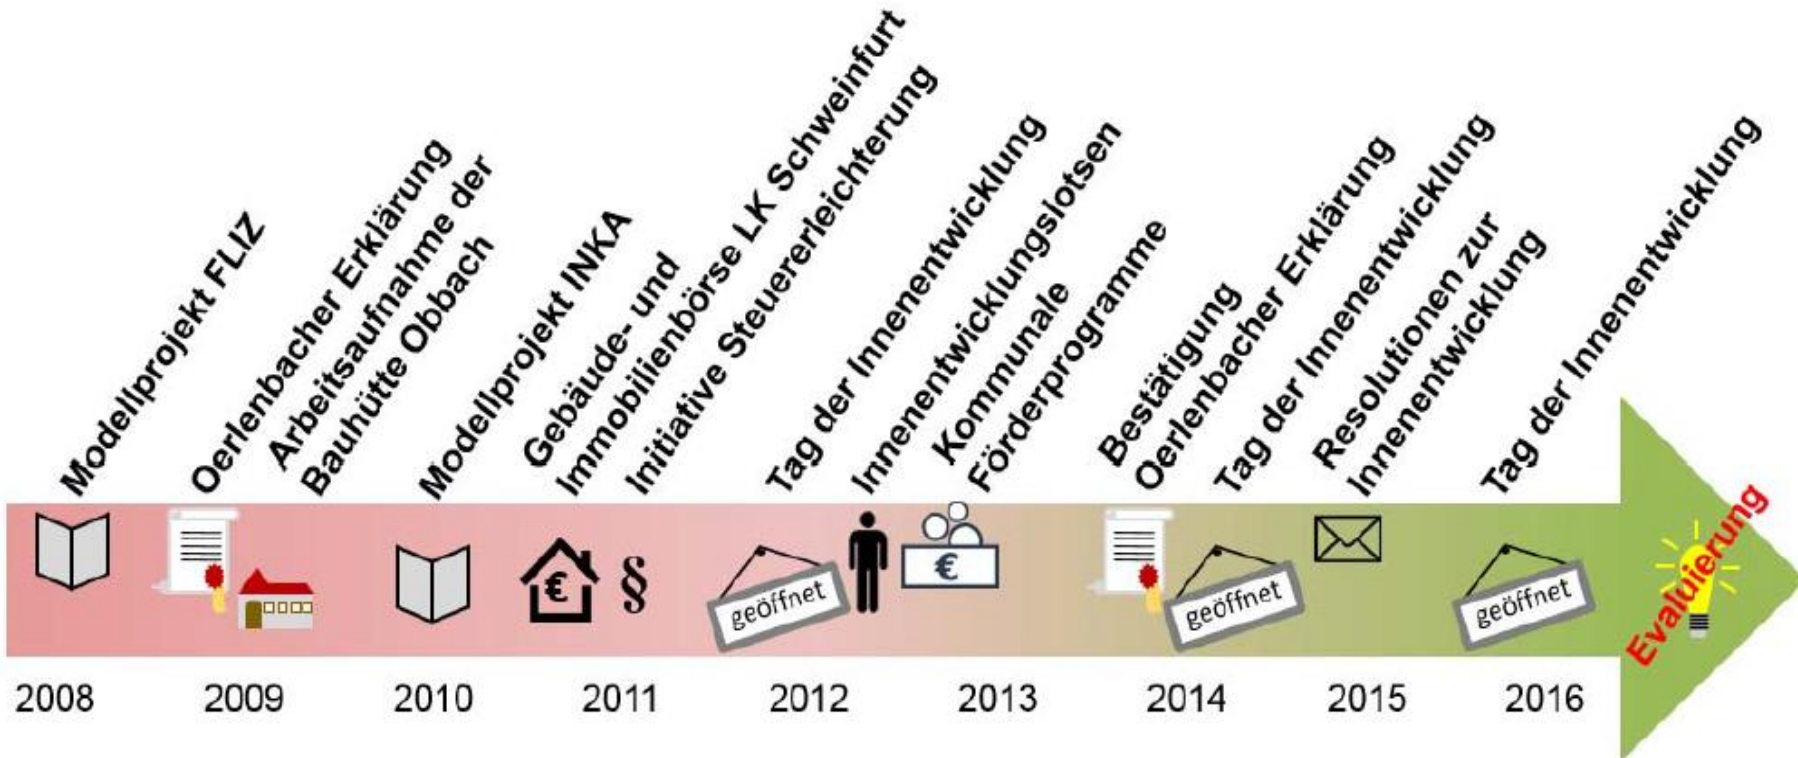 Modellprojekt FLIZ
Oerlenbacher Erklärung
Arbeitsaufnahme der
Bauhütte Obbach
Modellprojekt INKA
Gebäude- und
Immobilienbörse LK Schweinfurt
Initiative Steuererleichterung
Tag der Innenentwicklung
Innenentwicklungslotsen
Kommunale
Förderprogramme
Bestätigung
Oerlenbacher Erklärung
Tag der Innenentwicklung
Resolutionen zur
Innenentwicklung
Tag der Innenentwicklung
€
§
geöffnet
€
geöffnet
geöffnet
Evaluierung
2008
2009
2010
2011
2012
2013
2014
2015
2016